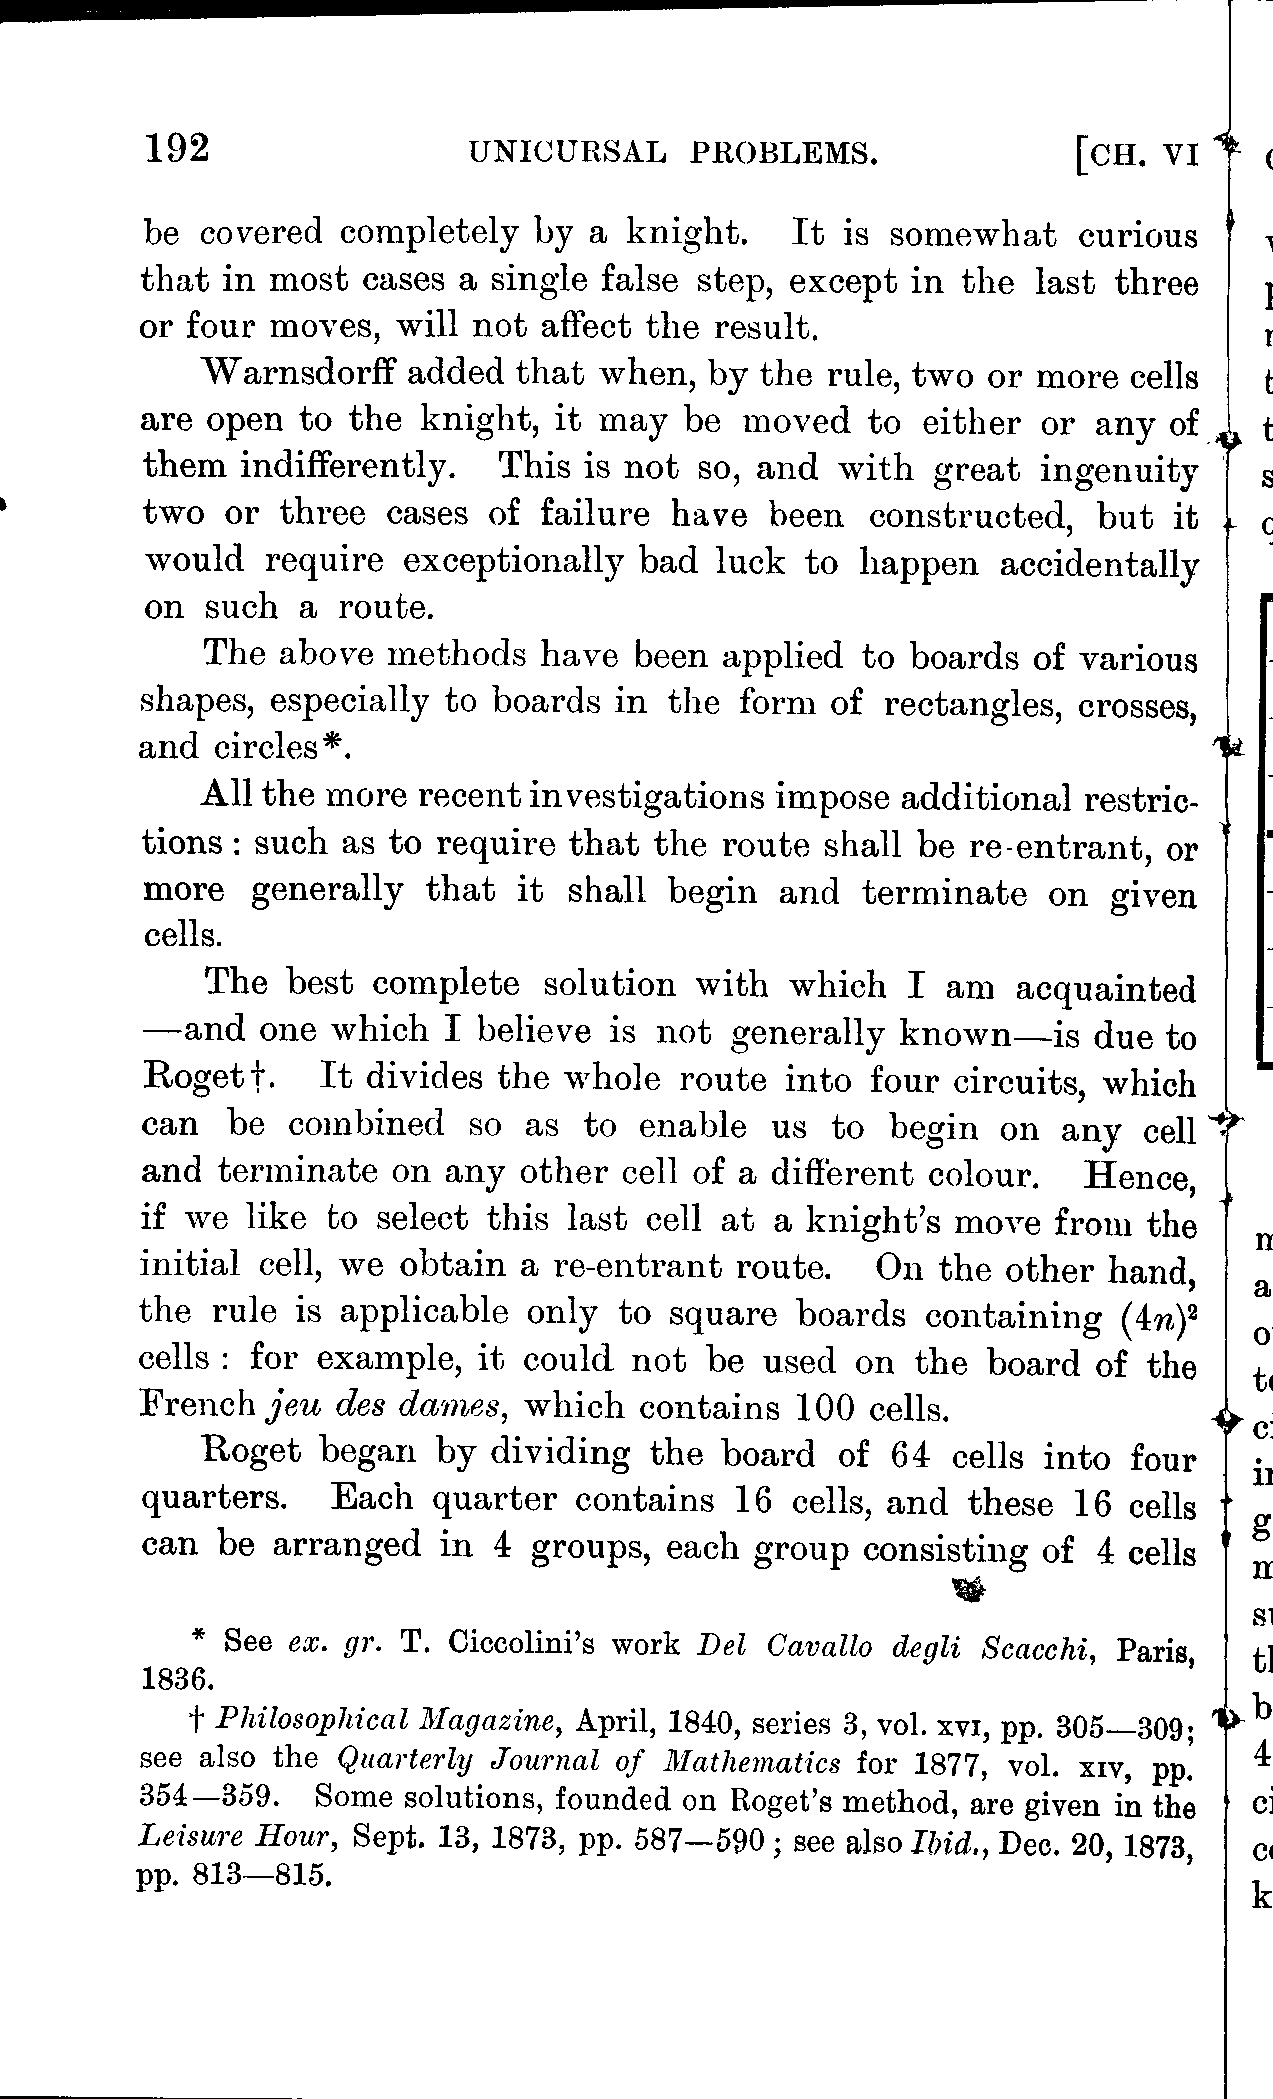 192 UNICURSAL PROBLEMS. [CH. VI
be covered completely by a knight. It is somewhat curious
that in most cases a single false step, except in the last three
or four moves, will not affect the result.
Warnsdorff added that when, by the rule, two or more cells
are open to the knight, it may be moved to either or any of
them indifferently. This is not so, and with great ingenuity
two or three cases of failure have been constructed, but it
would require exceptionally bad luck to happen accidentally
on such a route.
The above methods have been applied to boards of various
shapes, especially to boards in the form of rectangles, crosses,
and circles*.
All the more recent investigations impose additional restric-
tions : such as to require that the route shall be re-entrant, or
more generally that it shall begin and terminate on given
cells.
The best complete solution with which I am acquainted
—and one which I believe is not generally known—is due to
Roget†. It divides the whole route into four circuits, which
can be combined so as to enable us to begin on any cell
and terminate on any other cell of a different colour. Hence,
if we like to select this last cell at a knight's move from the
initial cell, we obtain a re-entrant route. On the other hand,
the rule is applicable only to square boards containing (4n)²
cells : for example, it could not be used on the board of the
French jeu des dames, which contains 100 cells.
Roget began by dividing the board of 64 cells into four
quarters. Each quarter contains 16 cells, and these 16 cells
can be arranged in 4 groups, each group consisting of 4 cells
* See ex. gr. T. Ciccolini's work Del Cavallo degli Scacchi, Paris,
1836.
† Philosophical Magazine, April, 1840, series 3, vol. XVI, pp. 305—309;
see also the Quarterly Journal of Mathematics for 1877, vol. XIV, pp.
354—359. Some solutions, founded on Roget's method, are given in the
Leisure Hour, Sept. 13, 1873, pp. 587—590 ; see also Ibid., Dec. 20, 1873,
pp. 813—815.